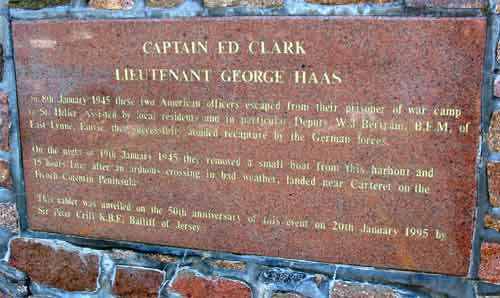 CAPTAIN ED CLARK
LIEUTENANT GEORGE HAAS
On 8th January 1945 these two American officers escaped from their prisoner of war camp
in St. Helier. Assisted by local residents and in particular Deputy W.J Bertram, B.E.M, of
East Lynne, Fauvic they successfully avoided recapture by the German forces.
On the night of 19th January 1945 they removed a small boat from this harbour and
15 hours later after an arduous crossing in bad weather, landed near Carteret on the
French Cotentin Peninsula.
This tablet was unveiled on the 50th anniversary of this event on 20th January 1995 by
Sir Peter Crill K.B.E, Bailiff of Jersey